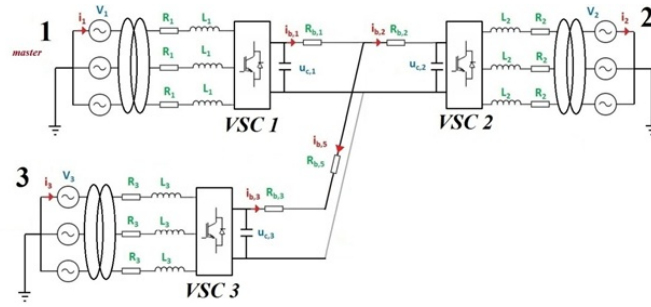 1
master
i1
V1
R1
L1
R1
L1
R1
L1
VSC 1
ib,1
Rb,1
uc,1
ib,2
Rb,2
uc,2
VSC 2
L2
R2
L2
R2
L2
R2
V2
i2
2
ib,5
Rb,5
3
i3
V3
R3
L3
R3
L3
R3
L3
VSC 3
ib,3
Rb,3
uc,3